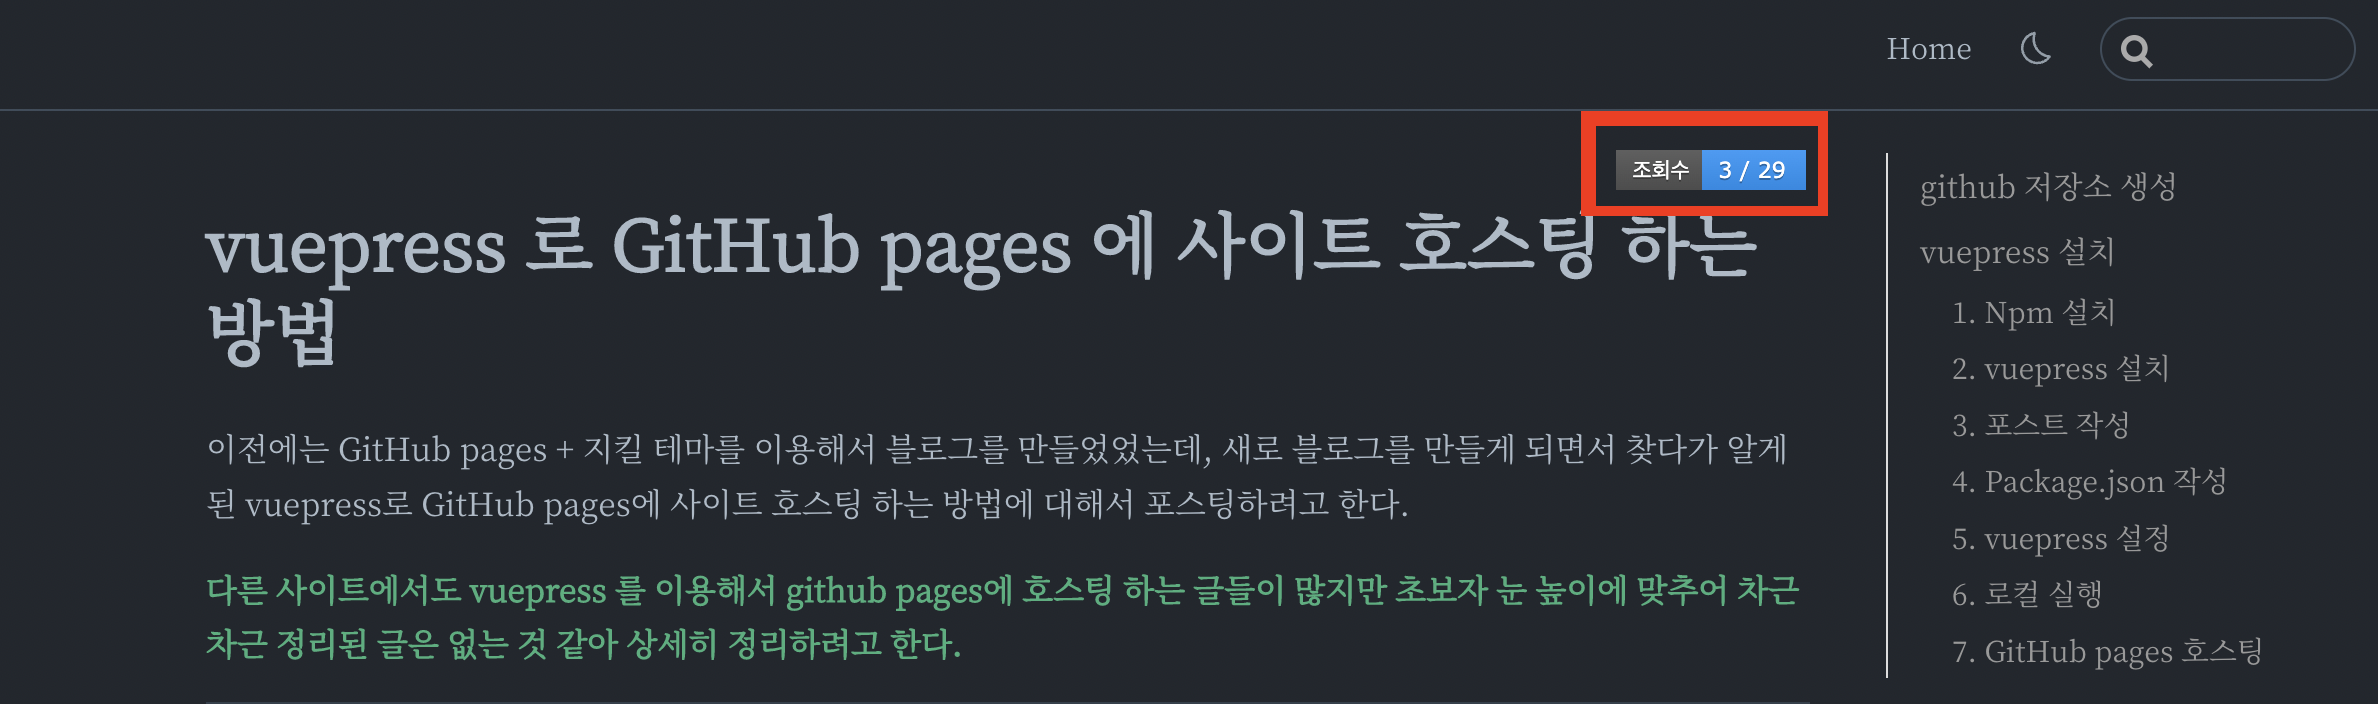 Home
조회수 3 / 29
vuepress 로 GitHub pages 에 사이트 호스팅 하는
방법
이전에는 GitHub pages + 지킬 테마를 이용해서 블로그를 만들었었는데, 새로 블로그를 만들게 되면서 찾다가 알게
된 vuepress로 GitHub pages에 사이트 호스팅 하는 방법에 대해서 포스팅하려고 한다.
다른 사이트에서도 vuepress 를 이용해서 github pages에 호스팅 하는 글들이 많지만 초보자 눈 높이에 맞추어 차근
차근 정리된 글은 없는 것 같아 상세히 정리하려고 한다.
github 저장소 생성
vuepress 설치
1. Npm 설치
2. vuepress 설치
3. 포스트 작성
4. Package.json 작성
5. vuepress 설정
6. 로컬 실행
7. GitHub pages 호스팅